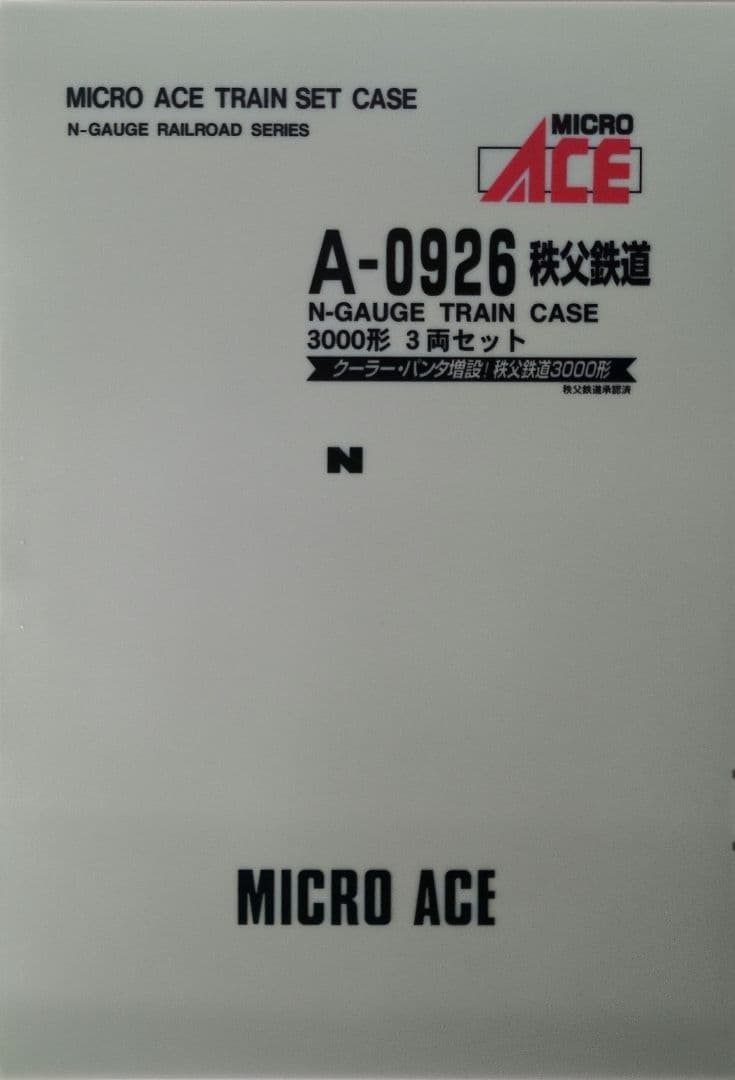 MICRO ACE TRAIN SET CASE
N-GAUGE RAILROAD SERIES
MICRO
ACE
A-0926 秩父鉄道
N-GAUGE TRAIN CASE
3000形 3両セット
クーラー・パンタ増設!秩父鉄道3000形
秩父鉄道承認済
N
MICRO ACE